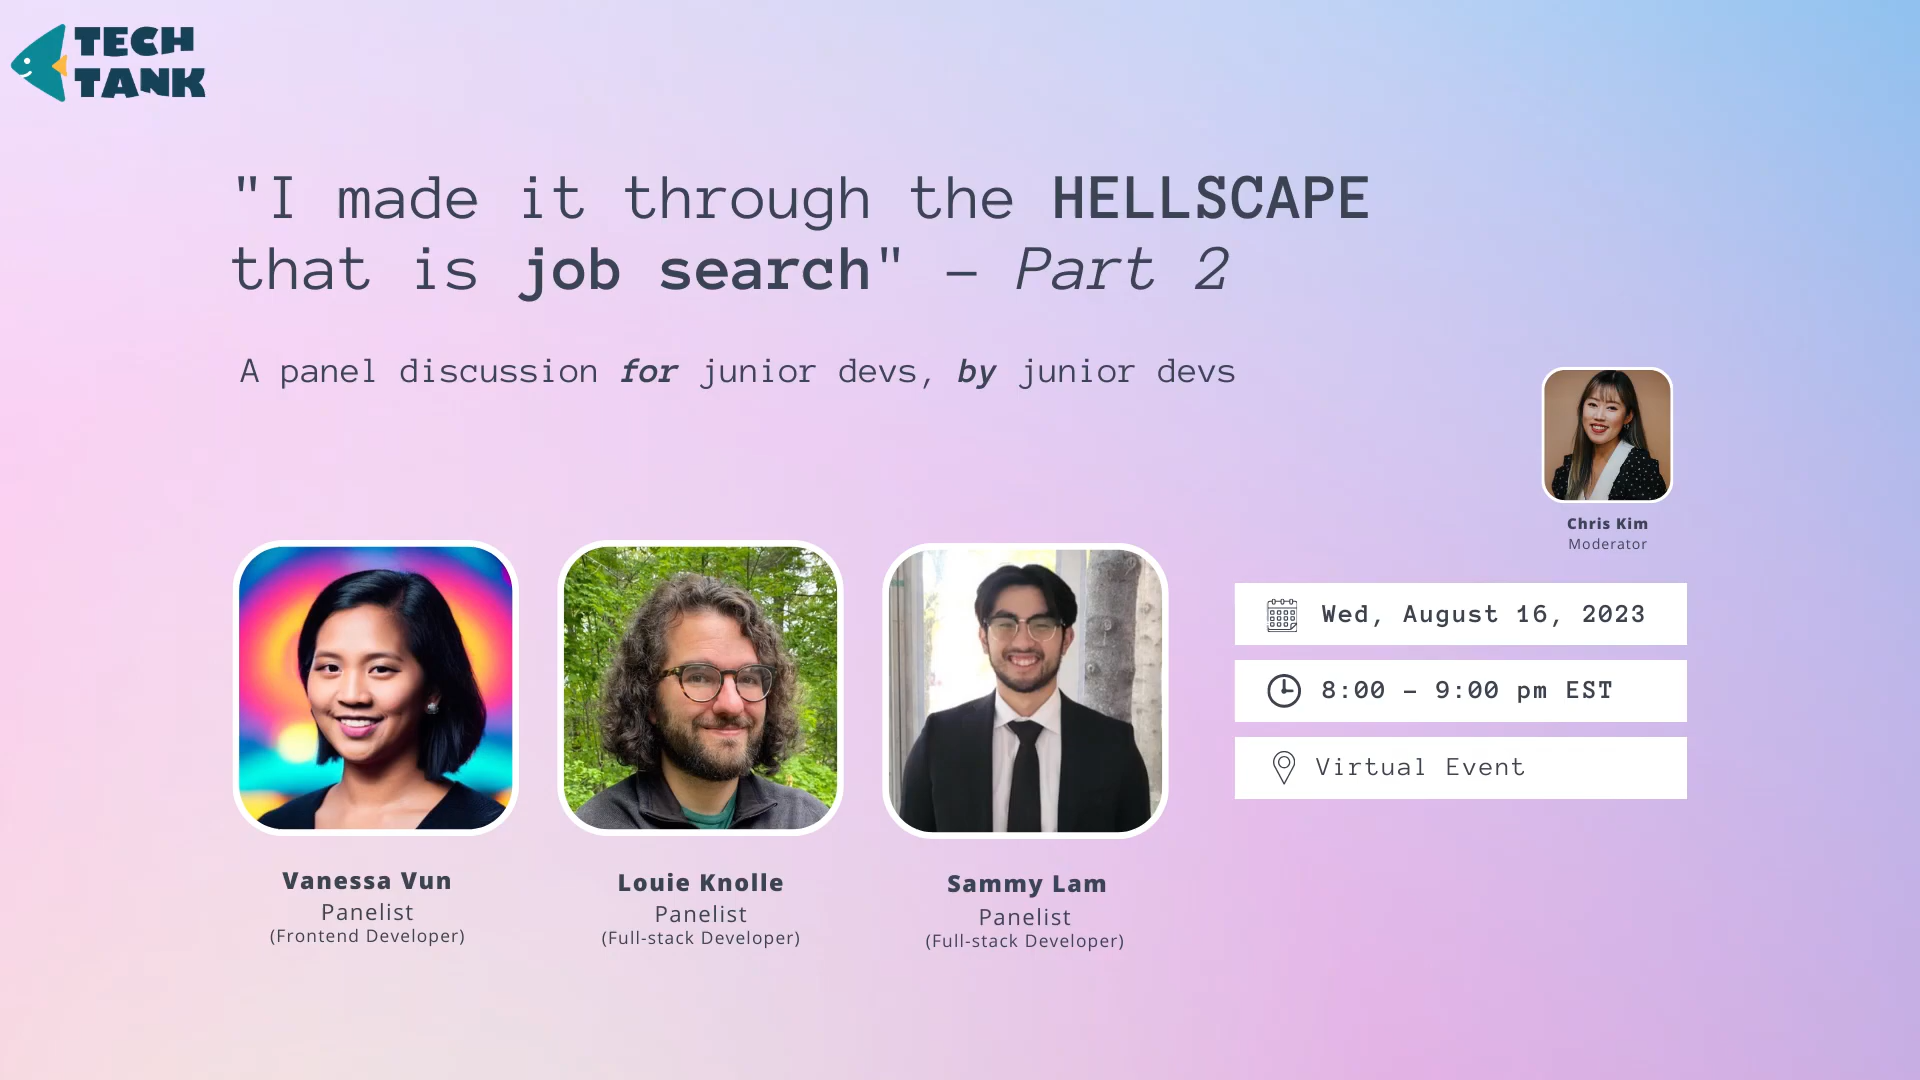 TECH
TANK
"I made it through the HELLSCAPE
that is job search" – Part 2
A panel discussion for junior devs, by junior devs
Chris Kim
Moderator
Wed, August 16, 2023
8:00 – 9:00 pm EST
Virtual Event
Vanessa Vun
Panelist
(Frontend Developer)
Louie Knolle
Panelist
(Full-stack Developer)
Sammy Lam
Panelist
(Full-stack Developer)